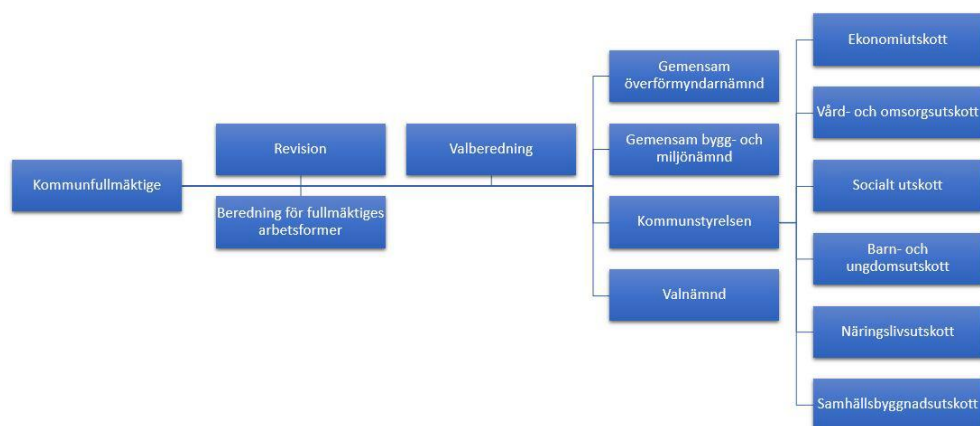 Kommunfullmäktige
Revision
Beredning för fullmäktiges
arbetsformer
Valberedning
Gemensam
överförmyndarnämnd
Gemensam bygg- och
miljönämnd
Kommunstyrelsen
Valnämnd
Ekonomiutskott
Vård- och omsorgsutskott
Socialt utskott
Barn- och
ungdomsutskott
Näringslivsutskott
Samhällsbyggnadsutskott